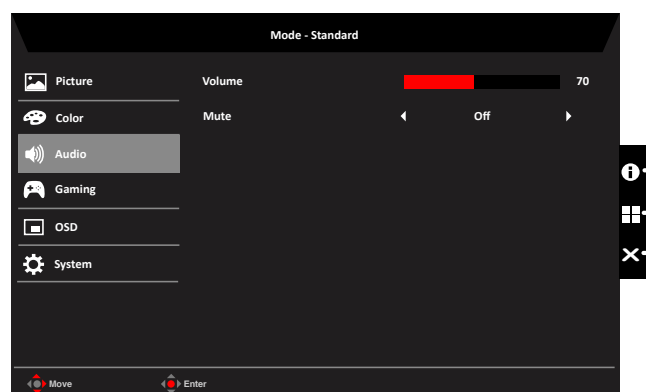 Mode - Standard
Picture
Volume 70
Color
Mute Off
Audio
Gaming
OSD
System
Move Enter